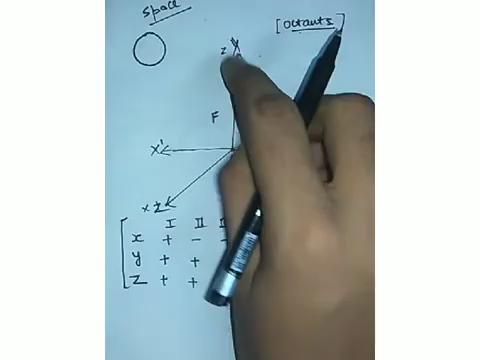 space
[octants]
z Y
F
X'
x Z
I II
x + -
y + +
Z + +